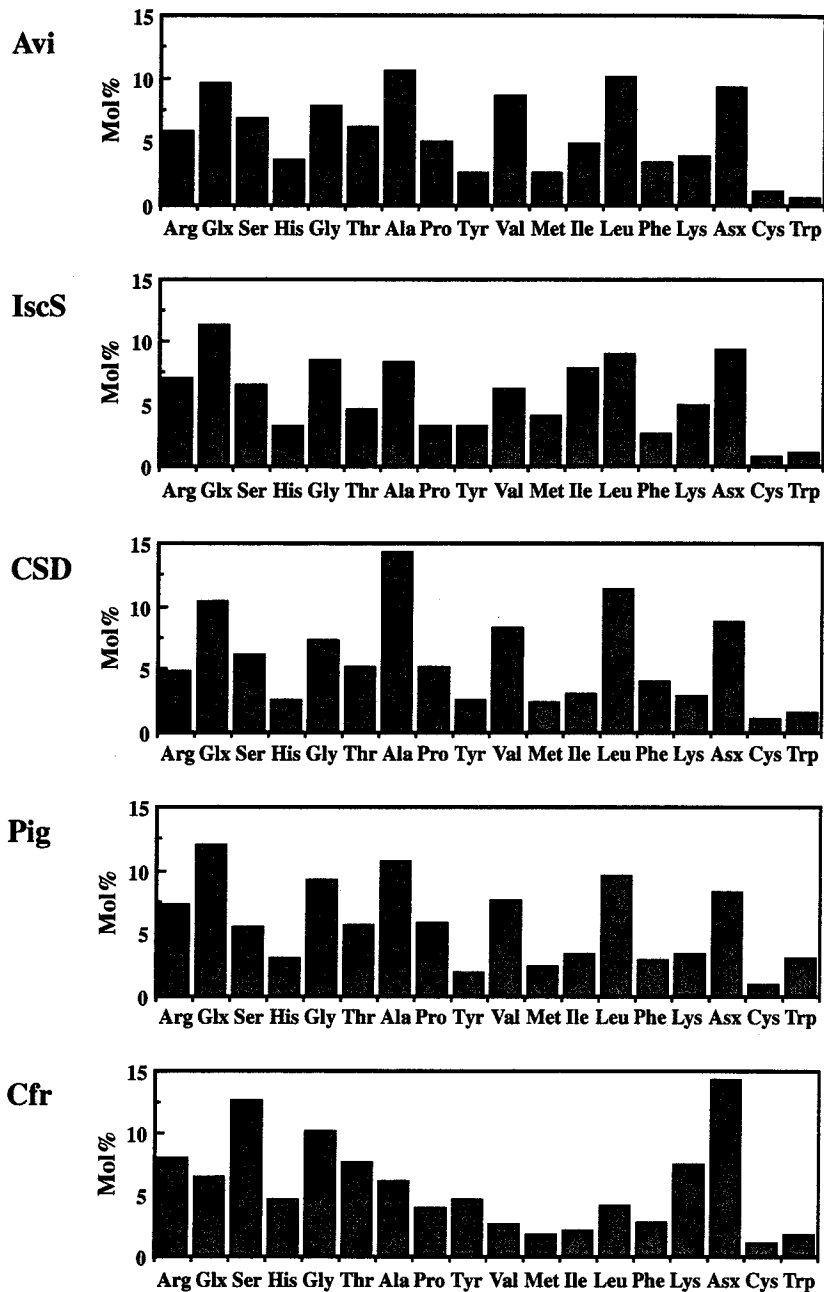 Avi
Mol%
15
10
5
0
Arg Glx Ser His Gly Thr Ala Pro Tyr Val Met Ile Leu Phe Lys Asx Cys Trp
IscS
Mol%
15
10
5
0
Arg Glx Ser His Gly Thr Ala Pro Tyr Val Met Ile Leu Phe Lys Asx Cys Trp
CSD
Mol%
15
10
5
0
Arg Glx Ser His Gly Thr Ala Pro Tyr Val Met Ile Leu Phe Lys Asx Cys Trp
Pig
Mol%
15
10
5
0
Arg Glx Ser His Gly Thr Ala Pro Tyr Val Met Ile Leu Phe Lys Asx Cys Trp
Cfr
Mol%
15
10
5
0
Arg Glx Ser His Gly Thr Ala Pro Tyr Val Met Ile Leu Phe Lys Asx Cys Trp